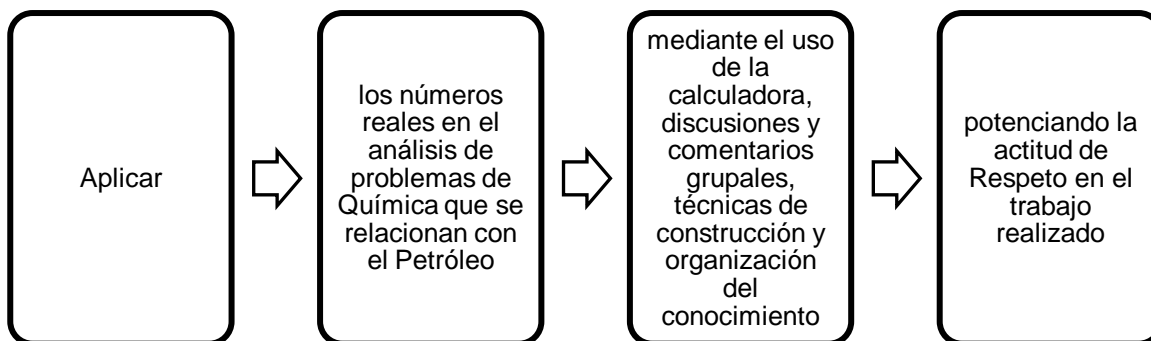 Aplicar
los números
reales en el
análisis de
problemas de
Química que se
relacionan con
el Petróleo
mediante el uso
de la
calculadora,
discusiones y
comentarios
grupales,
técnicas de
construcción y
organización
del
conocimiento
potenciando la
actitud de
Respeto en el
trabajo
realizado